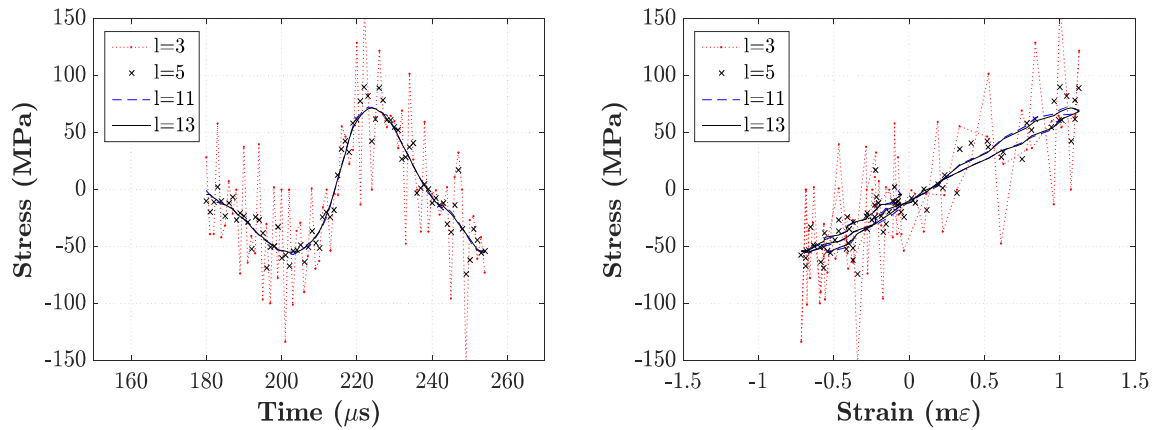 150
100
50
0
-50
-100
-150
160
180
200
220
240
260
Stress (MPa)
Time (μs)
l=3
l=5
l=11
l=13
150
100
50
0
-50
-100
-150
-1.5
-1
-0.5
0
0.5
1
1.5
Stress (MPa)
Strain (mε)
l=3
l=5
l=11
l=13